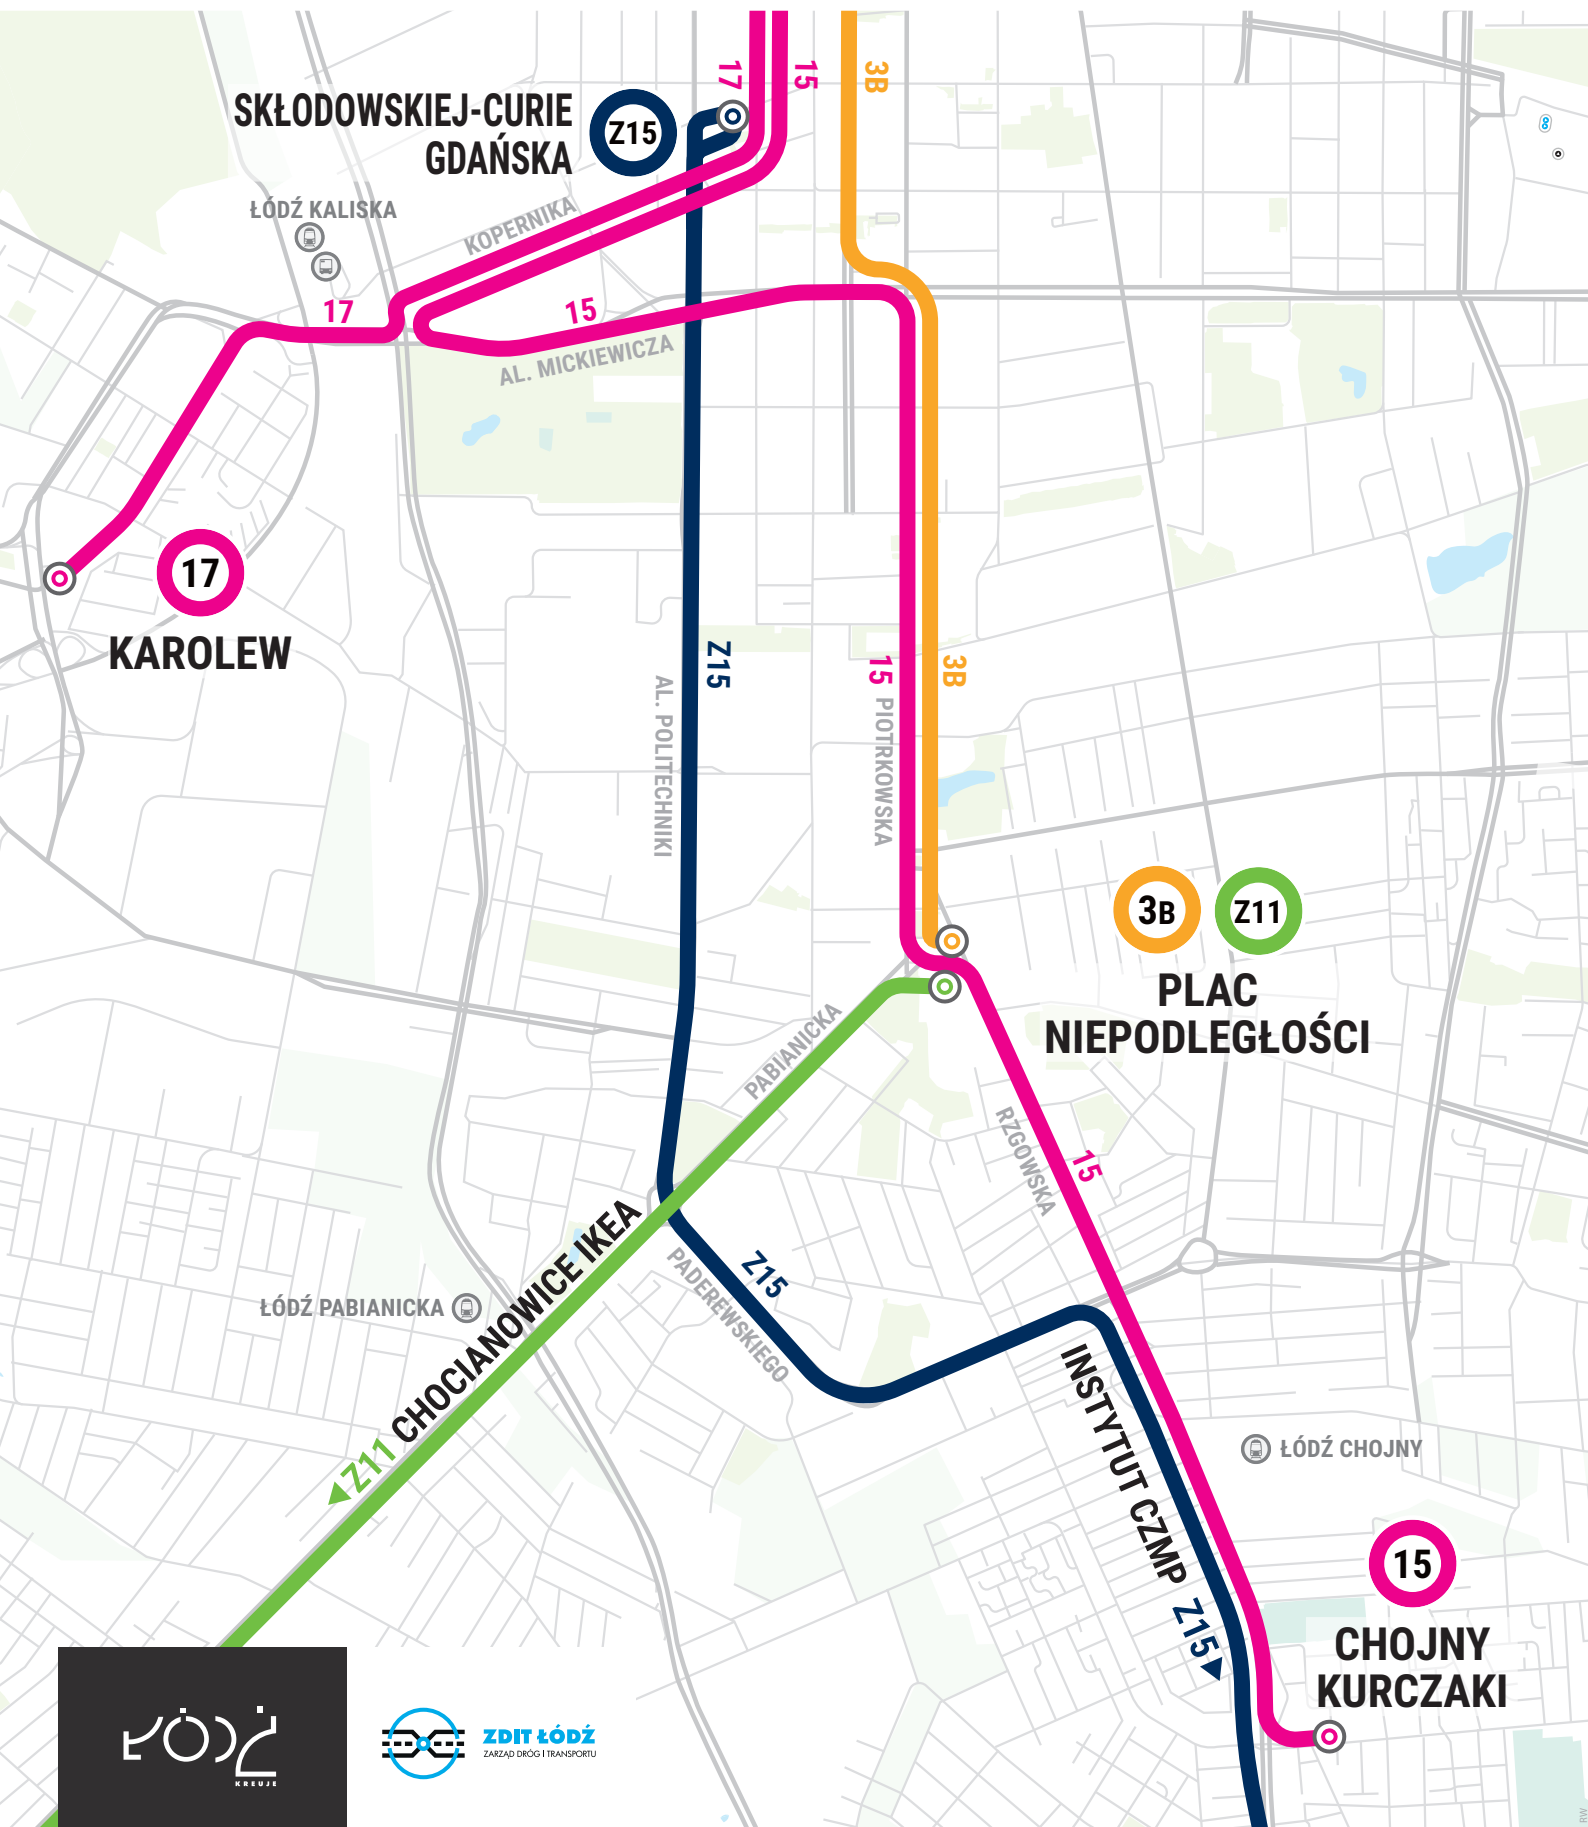 17
15
3B
SKŁODOWSKIEJ-CURIE
GDAŃSKA
Z15
ŁÓDŹ KALISKA
KOPERNIKA
17
15
AL. MICKIEWICZA
17
KAROLEW
Z15
AL. POLITECHNIKI
15
3B
PIOTRKOWSKA
3B
Z11
PLAC
NIEPODLEGŁOŚCI
PABIANICKA
RZGOWSKA
15
CHOCIANOWICE IKEA
Z11
ŁÓDŹ PABIANICKA
Z15
PADEREWSKIEGO
INSTYTUT CZMP
Z15
ŁÓDŹ CHOJNY
15
CHOJNY
KURCZAKI
ŁÓDŹ
KREUJE
ZDIT ŁÓDŹ
ZARZĄD DRÓG I TRANSPORTU
RW